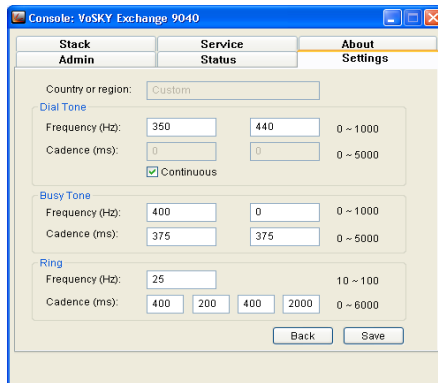 Console: VoSKY Exchange 9040
Stack Service About
Admin Status Settings
Country or region: Custom
Dial Tone
Frequency (Hz): 350 440 0 ~ 1000
Cadence (ms): 0 0 0 ~ 5000
Continuous
Busy Tone
Frequency (Hz): 400 0 0 ~ 1000
Cadence (ms): 375 375 0 ~ 5000
Ring
Frequency (Hz): 25 10 ~ 100
Cadence (ms): 400 200 400 2000 0 ~ 6000
Back Save